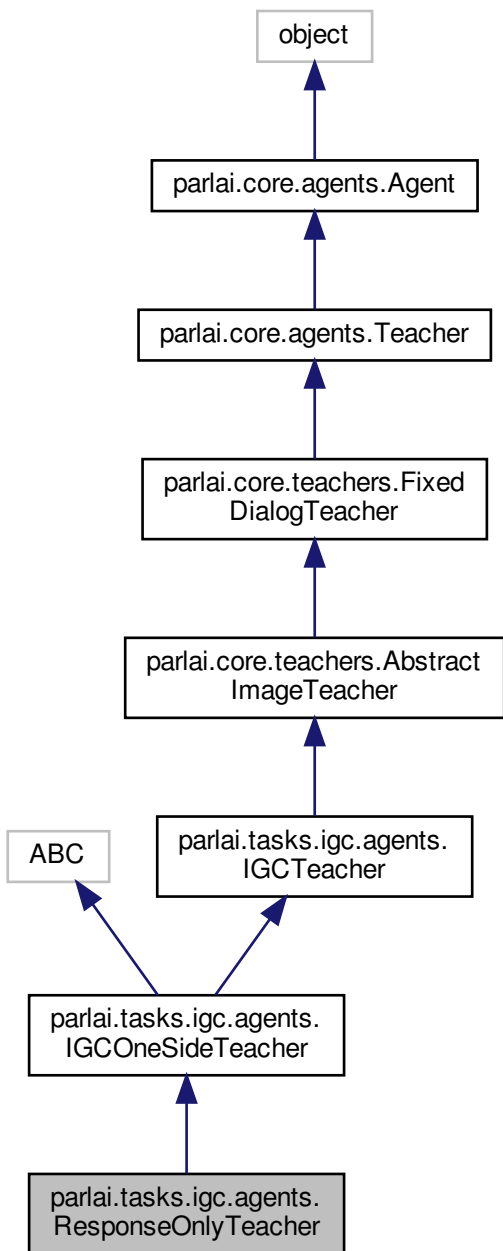 object
parlai.core.agents.Agent
parlai.core.agents.Teacher
parlai.core.teachers.Fixed
DialogTeacher
parlai.core.teachers.Abstract
ImageTeacher
parlai.tasks.igc.agents.
IGCTeacher
ABC
parlai.tasks.igc.agents.
IGCOneSideTeacher
parlai.tasks.igc.agents.
ResponseOnlyTeacher